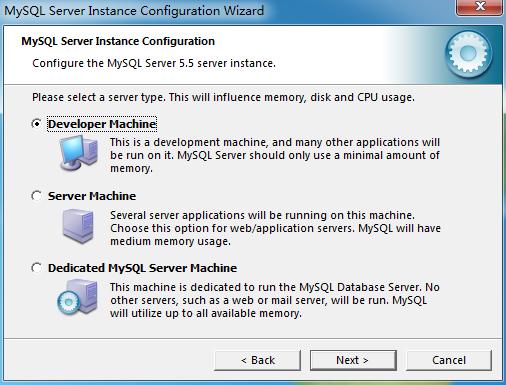 MySQL Server Instance Configuration Wizard
MySQL Server Instance Configuration
Configure the MySQL Server 5.5 server instance.
Please select a server type. This will influence memory, disk and CPU usage.
Developer Machine
This is a development machine, and many other applications will
be run on it. MySQL Server should only use a minimal amount of
memory.
Server Machine
Several server applications will be running on this machine.
Choose this option for web/application servers. MySQL will have
medium memory usage.
Dedicated MySQL Server Machine
This machine is dedicated to run the MySQL Database Server. No
other servers, such as a web or mail server, will be run. MySQL
will utilize up to all available memory.
< Back Next > Cancel